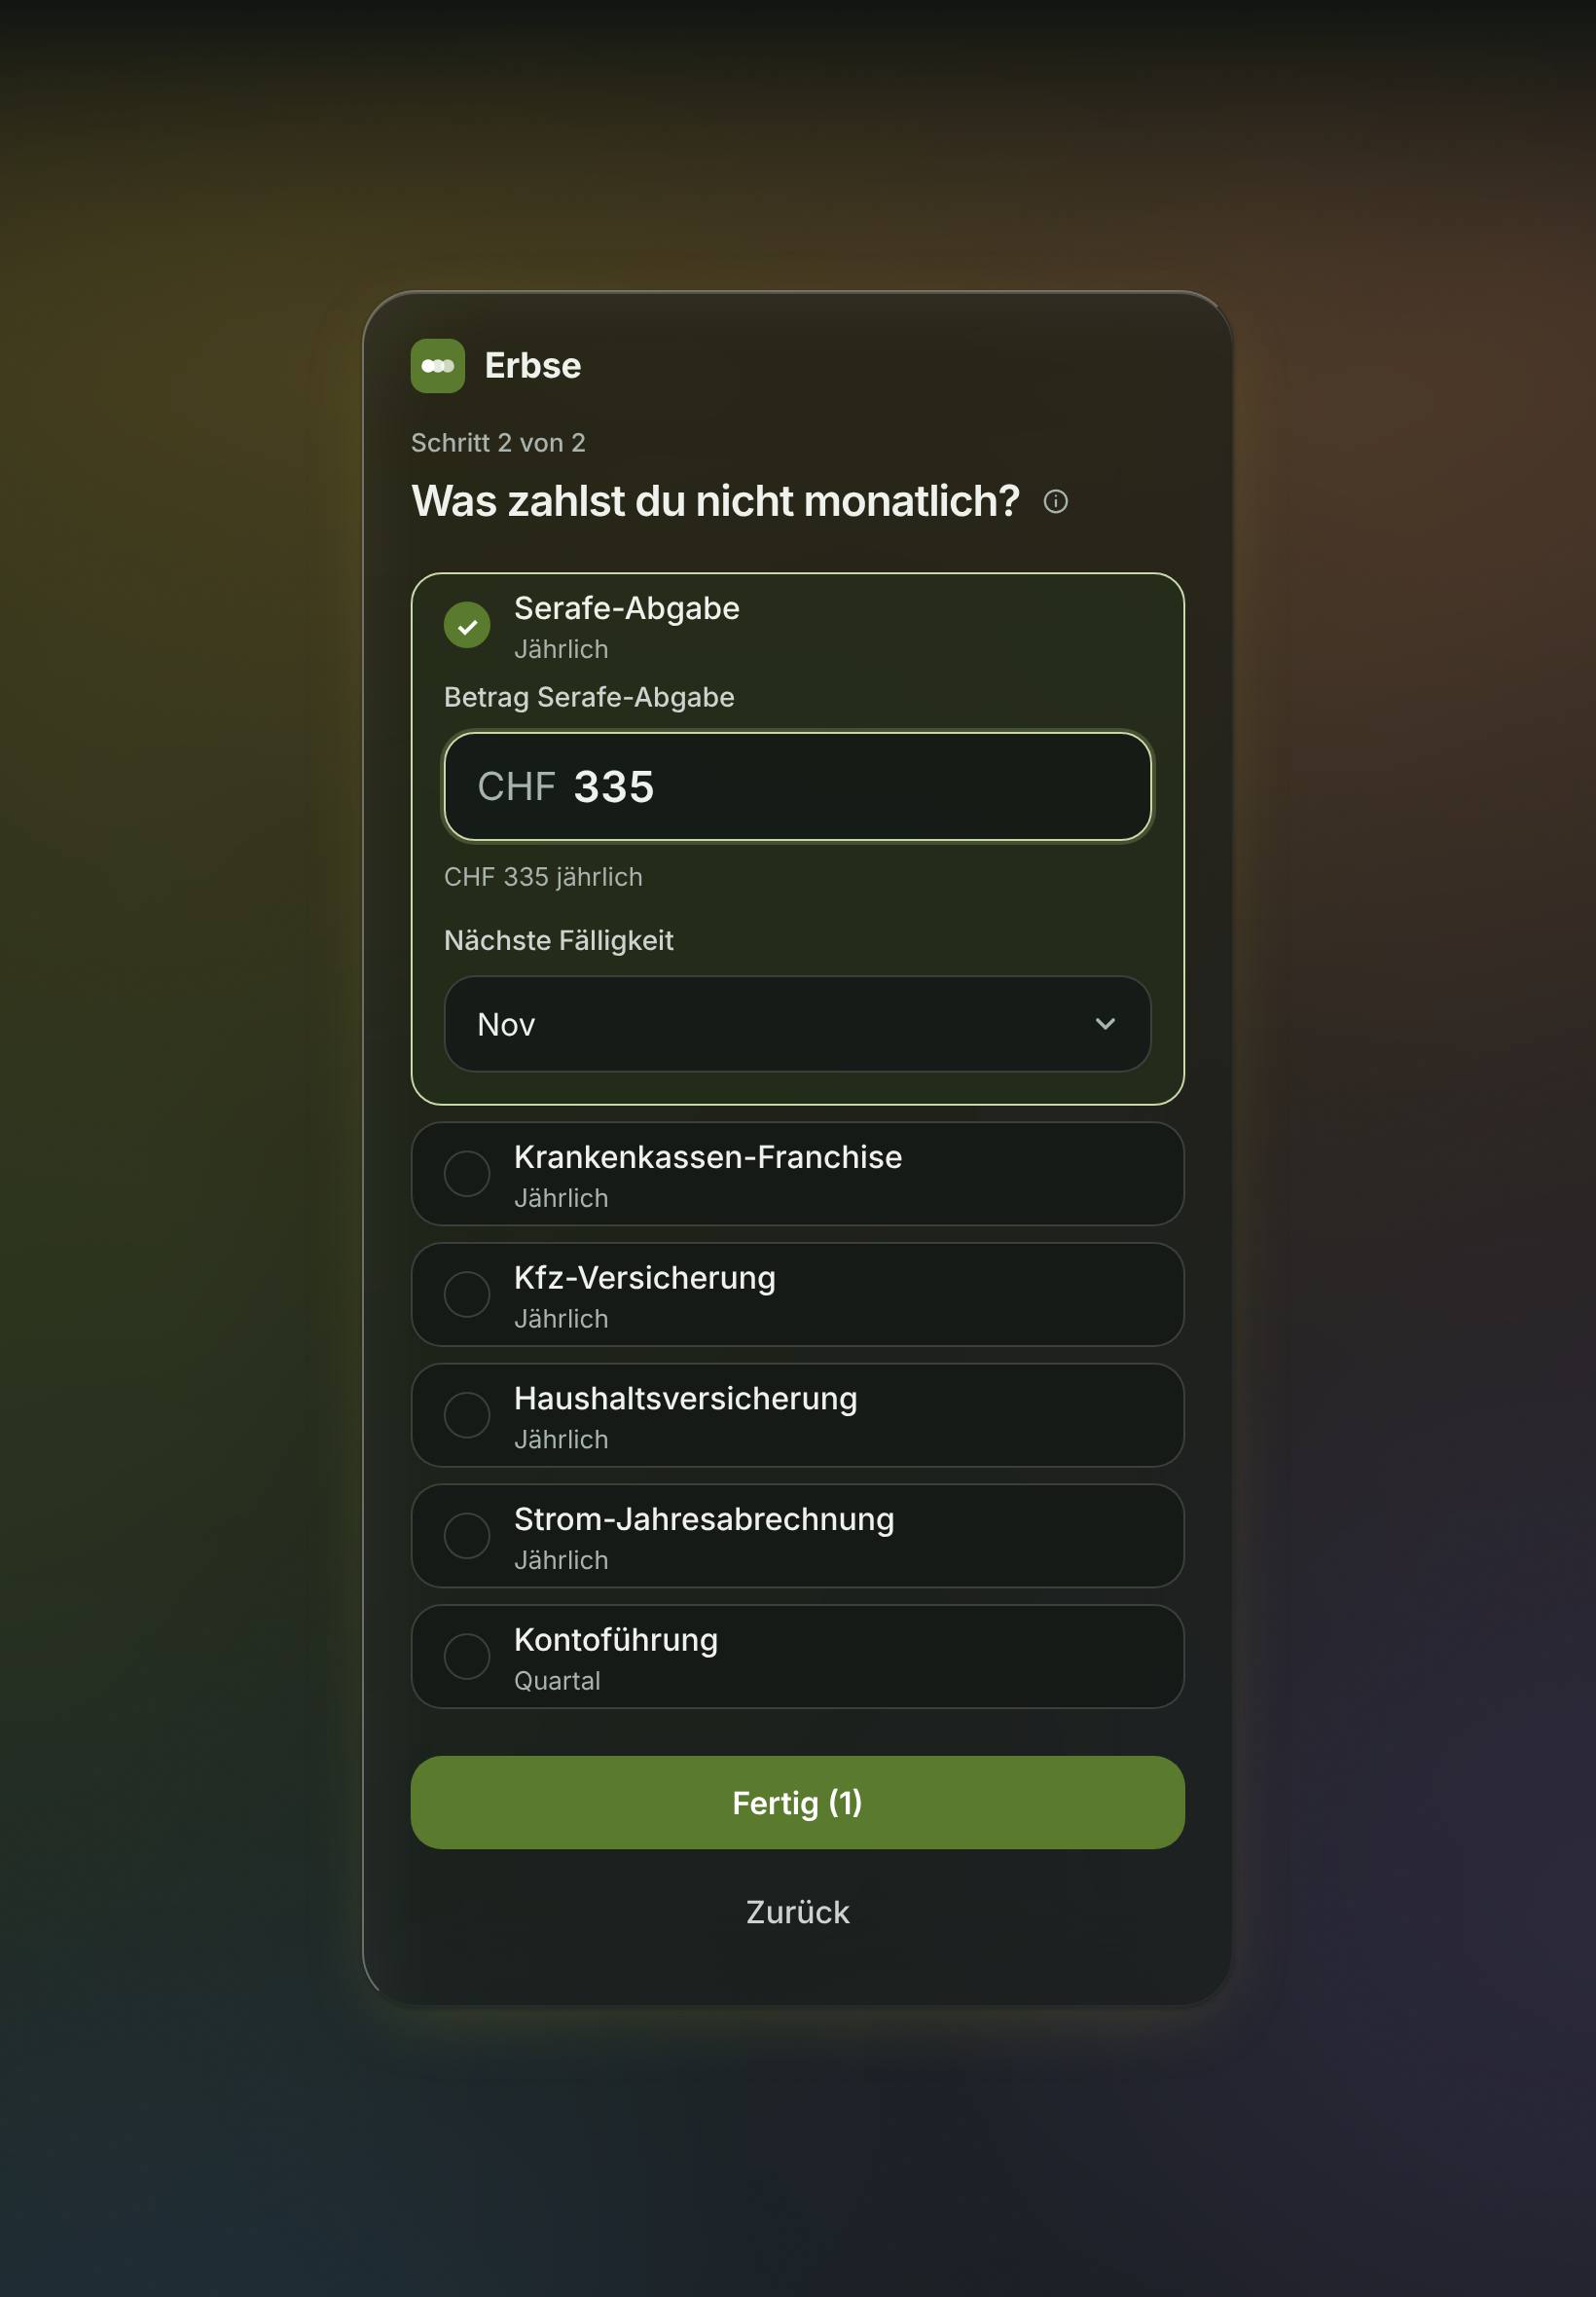 Erbse
Schritt 2 von 2
Was zahlst du nicht monatlich?
Serafe-Abgabe
Jährlich
Betrag Serafe-Abgabe
CHF 335
CHF 335 jährlich
Nächste Fälligkeit
Nov
Krankenkassen-Franchise
Jährlich
Kfz-Versicherung
Jährlich
Haushaltsversicherung
Jährlich
Strom-Jahresabrechnung
Jährlich
Kontoführung
Quartal
Fertig (1)
Zurück